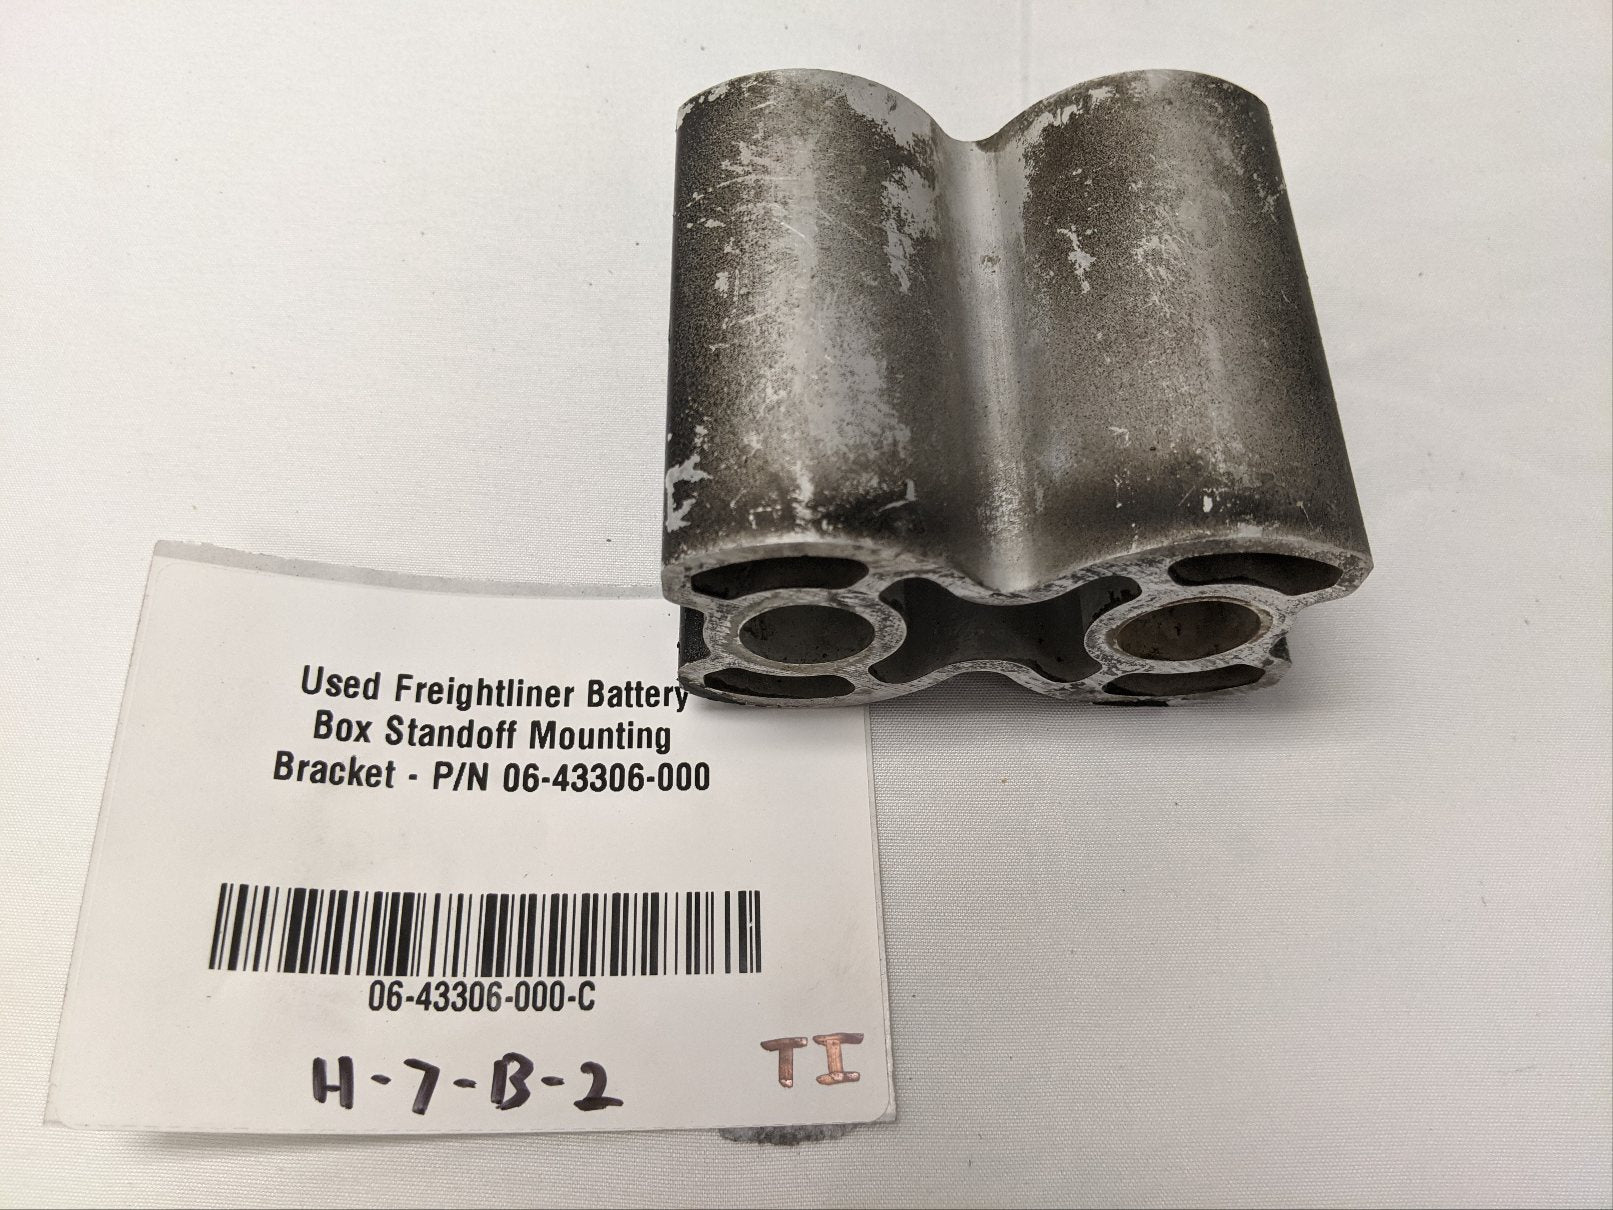 Used Freightliner Battery
Box Standoff Mounting
Bracket - P/N 06-43306-000
06-43306-000-C
H-7-B-2
TI